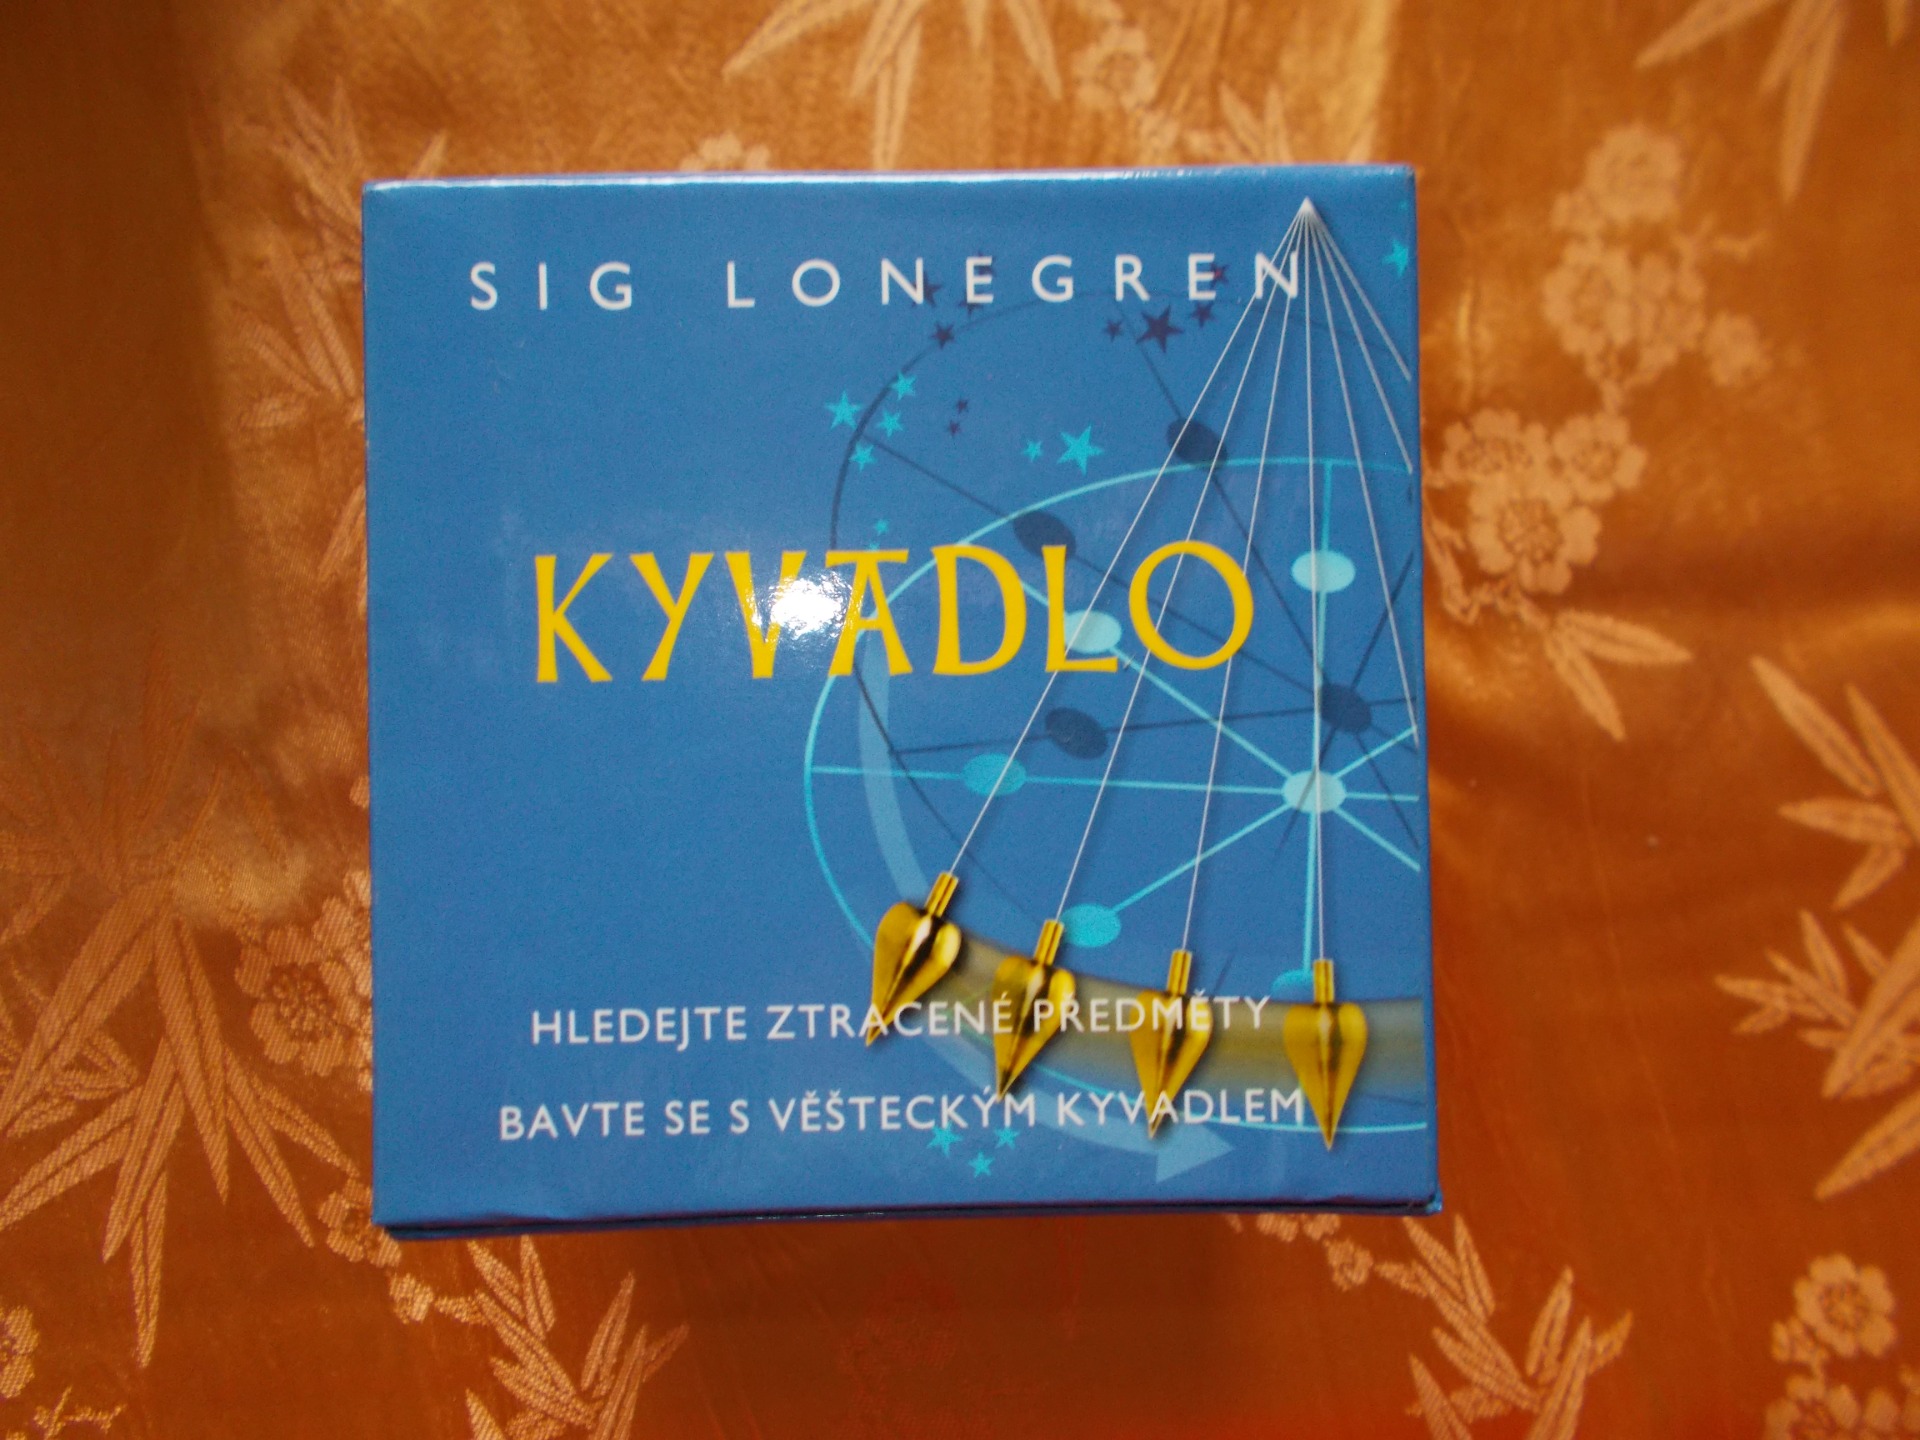 SIG LONEGREN
KYVADLO
HLEDEJTE ZTRACENÉ PŘEDMĚTY
BAVTE SE S VĚŠTECKÝM KYVADLEM